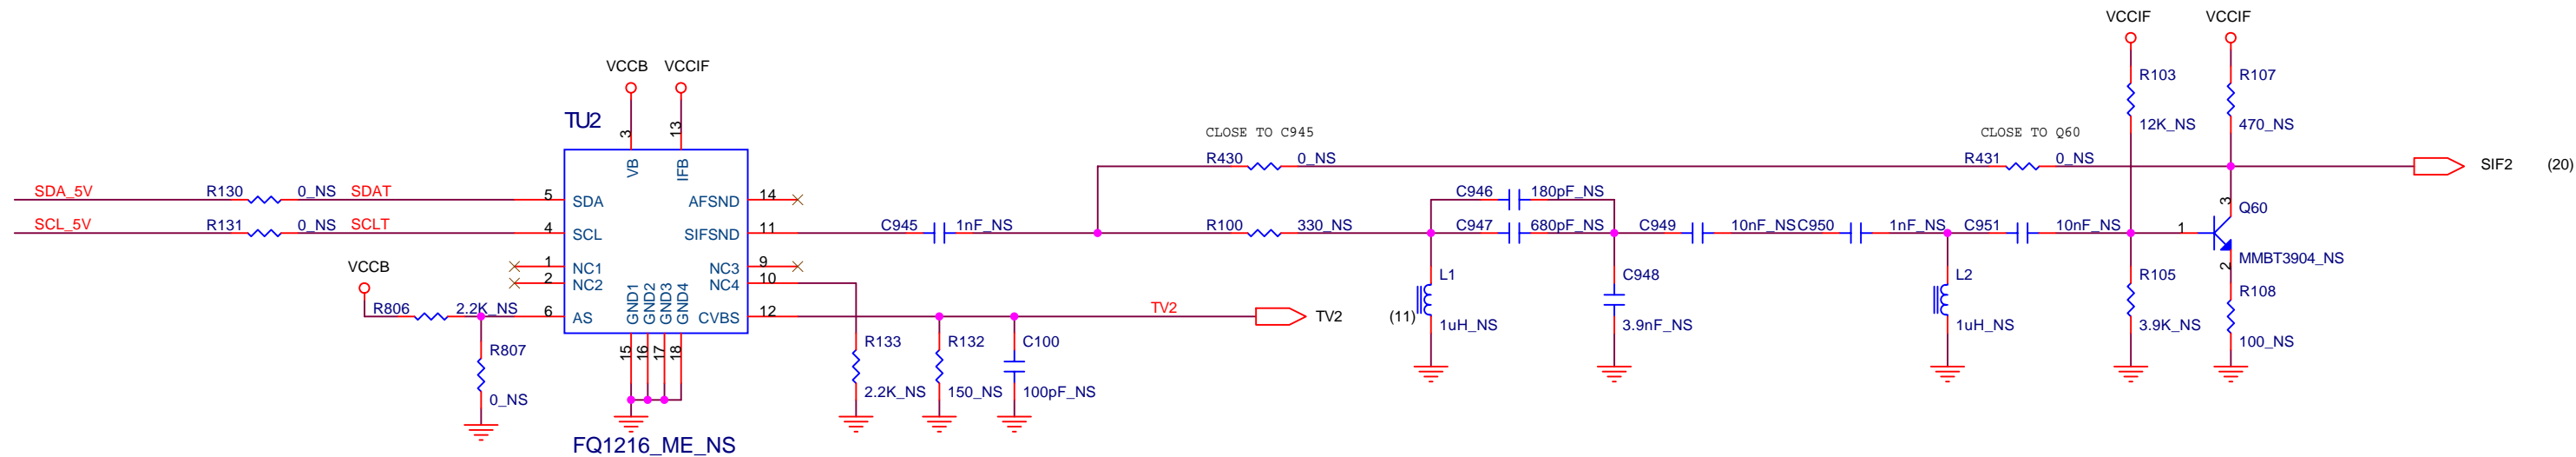 VCCIF VCCIF
R103 R107
12K_NS 470_NS
VCCB VCCIF
TU2
3 13
VB IFB
CLOSE TO C945 CLOSE TO Q60
R430 0_NS R431 0_NS SIF2 (20)
SDA_5V R130 0_NS SDAT 5 SDA AFSND 14
C946 180pF_NS
3 Q60
SCL_5V R131 0_NS SCLT 4 SCL SIFSND 11
C945 1nF_NS R100 330_NS C947 680pF_NS C949 10nF_NS C950 1nF_NS C951 10nF_NS 1
MMBT3904_NS
2
1 NC1 NC3 9
2 NC2 NC4 10
VCCB
L1 C948 L2 R105 R108
R806 2.2K_NS 6 AS GND1 GND2 GND3 GND4 CVBS 12 TV2 TV2 (11)
1uH_NS 3.9nF_NS 1uH_NS 3.9K_NS 100_NS
R807 15 16 17 18 R133 R132 C100
0_NS 2.2K_NS 150_NS 100pF_NS
FQ1216_ME_NS